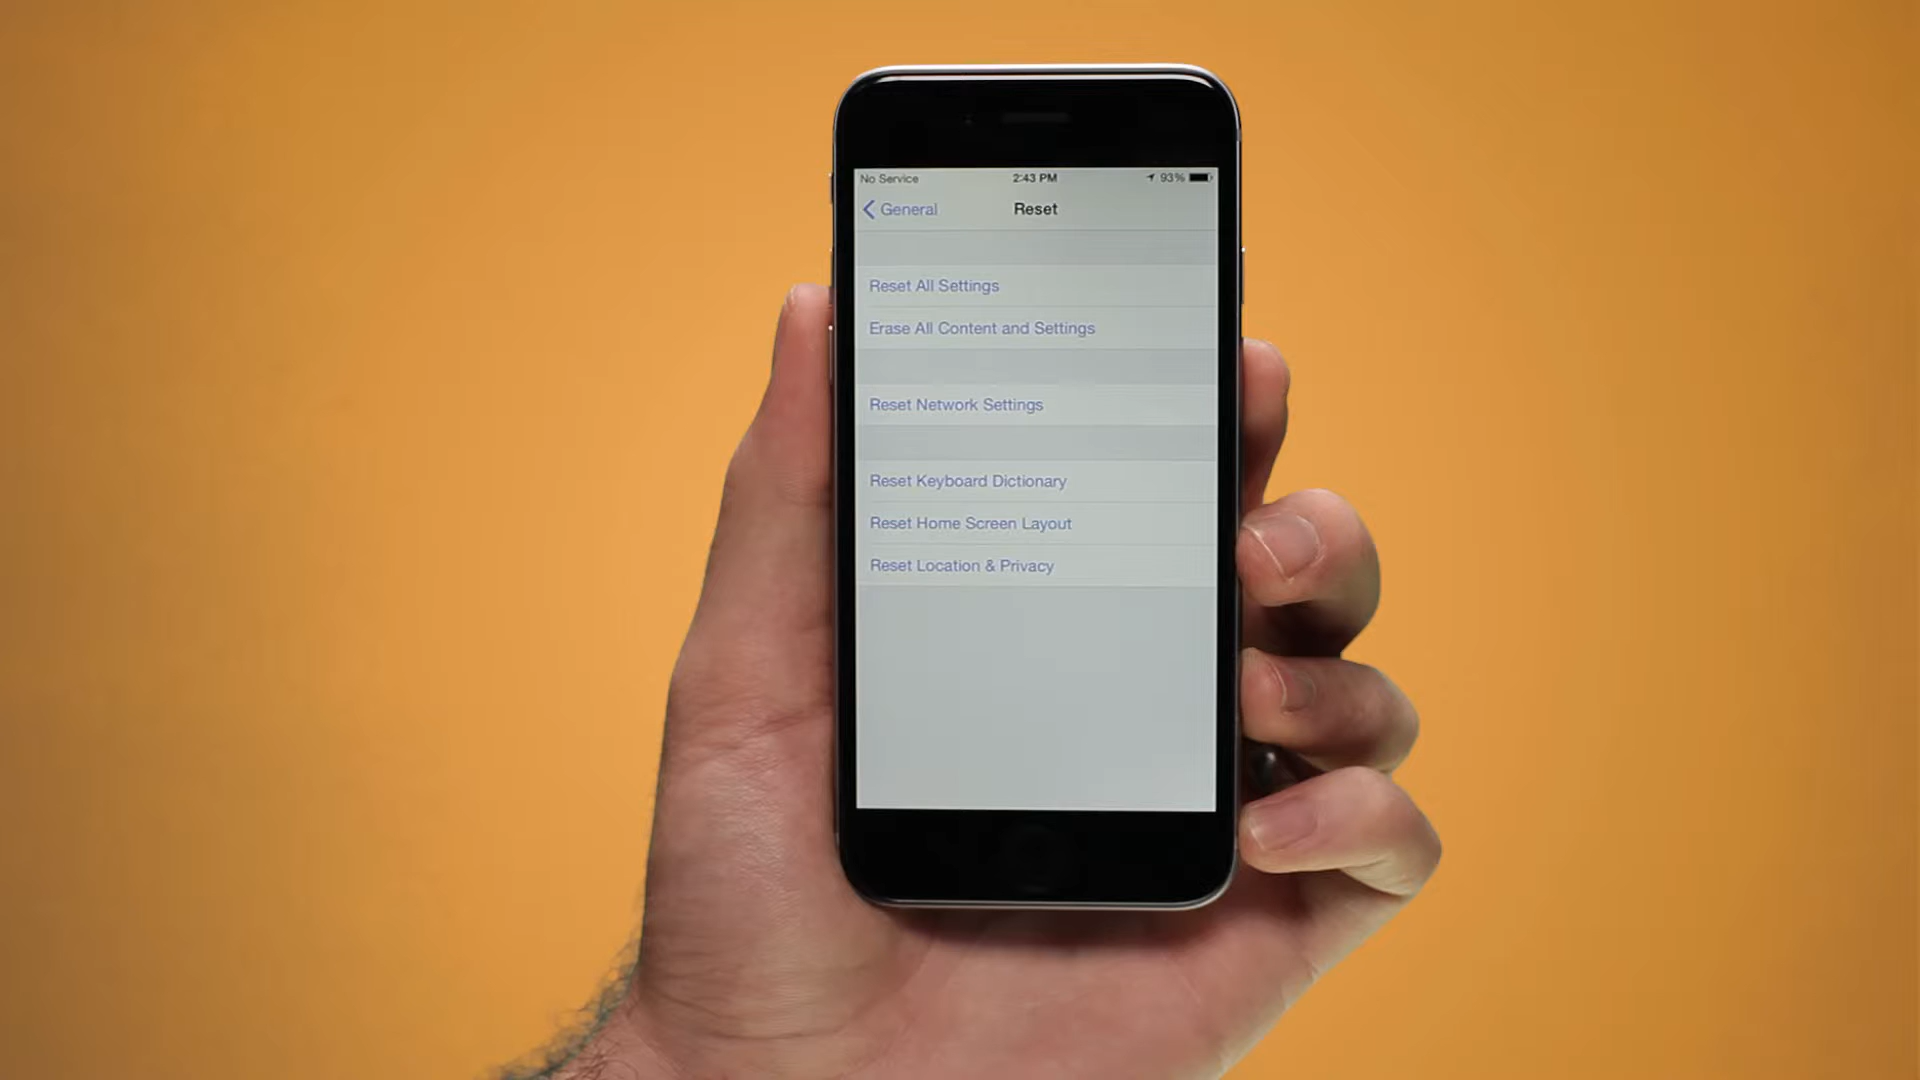 No Service 2:43 PM 93%
General Reset
Reset All Settings
Erase All Content and Settings
Reset Network Settings
Reset Keyboard Dictionary
Reset Home Screen Layout
Reset Location & Privacy